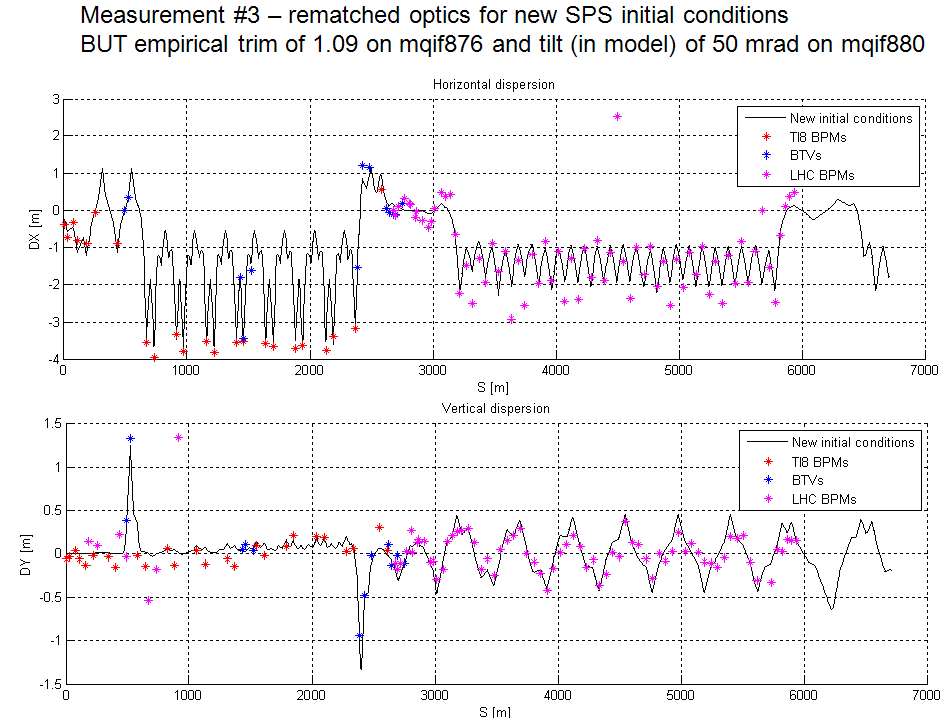 Measurement #3 – rematched optics for new SPS initial conditions
BUT empirical trim of 1.09 on mqif876 and tilt (in model) of 50 mrad on mqif880
Horizontal dispersion
3
2
1
0
-1
-2
-3
-4
DX [m]
New initial conditions
TI8 BPMs
BTVs
LHC BPMs
0 1000 2000 3000 4000 5000 6000 7000
S [m]
Vertical dispersion
1.5
1
0.5
0
-0.5
-1
-1.5
DY [m]
New initial conditions
TI8 BPMs
BTVs
LHC BPMs
0 1000 2000 3000 4000 5000 6000 7000
S [m]